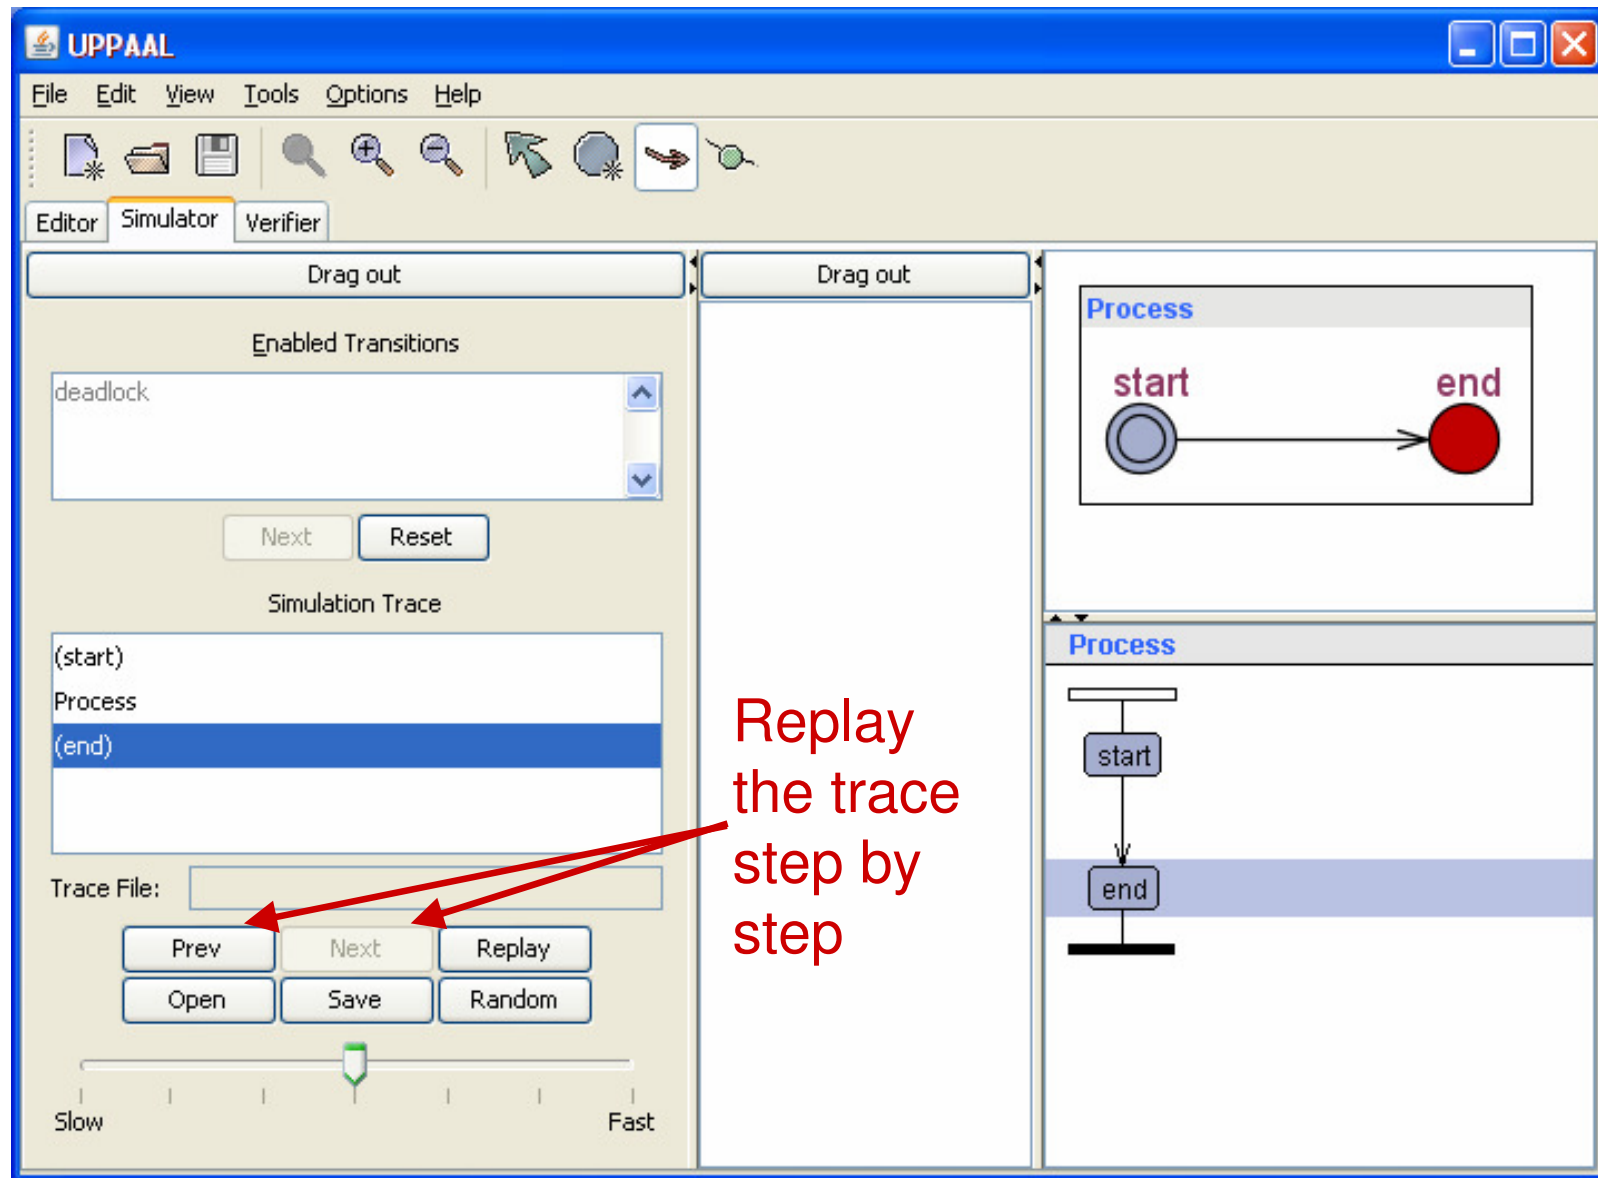 UPPAAL
File Edit View Tools Options Help
Editor Simulator Verifier
Drag out
Enabled Transitions
deadlock
Next Reset
Simulation Trace
(start)
Process
(end)
Trace File:
Prev Next Replay
Open Save Random
Slow Fast
Drag out
Replay
the trace
step by
step
Process
start end
Process
start
end